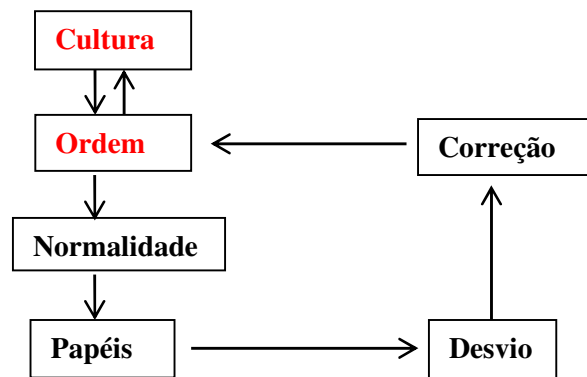 Cultura
Ordem
Correção
Normalidade
Papéis
Desvio